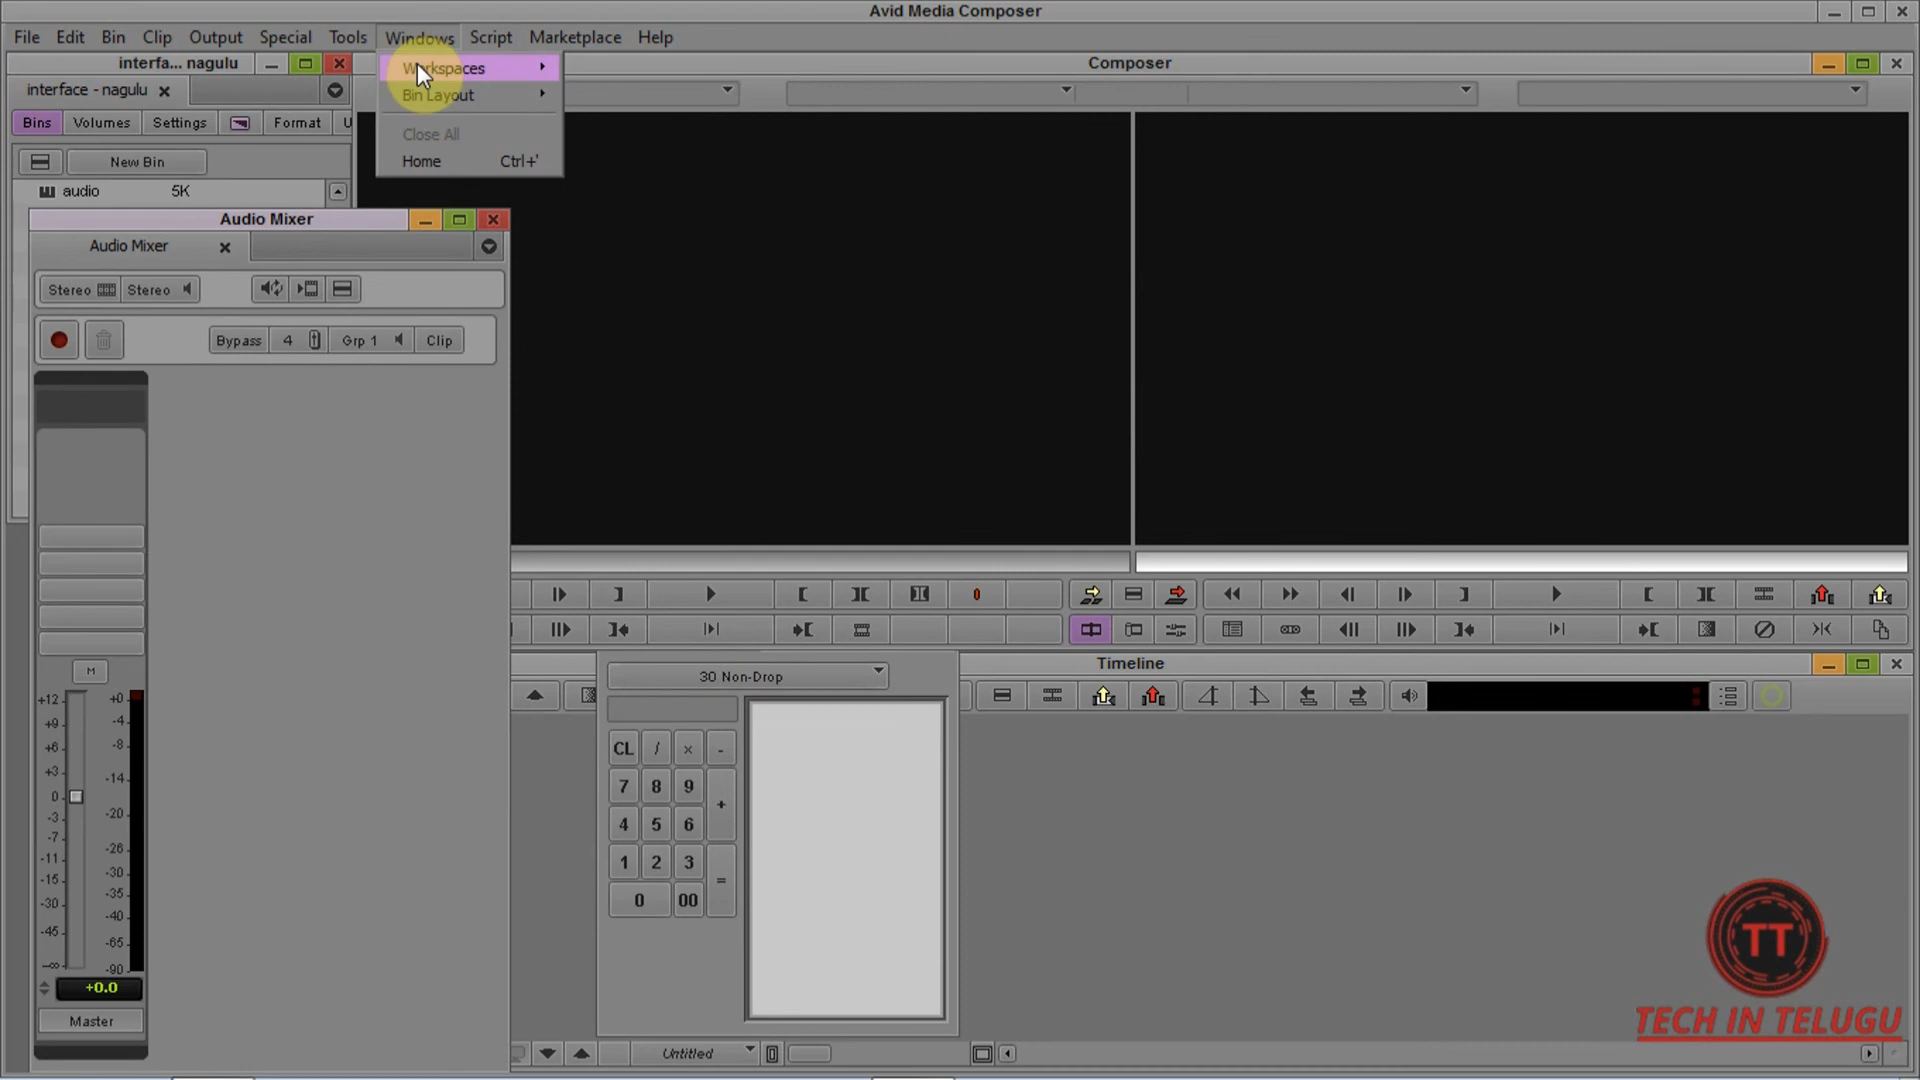 Avid Media Composer
File Edit Bin Clip Output Special Tools Windows Script Marketplace Help
interfa... nagulu
Workspaces
Composer
interface - nagulu
Bin Layout
Bins Volumes Settings Format U
Close All
New Bin
Home Ctrl+'
audio 5K
Audio Mixer
Audio Mixer
Stereo Stereo
Bypass 4 Grp 1 Clip
Timeline
M
30 Non-Drop
+12 +0
+9 -4
+6 -8
+3 -14
0 -20
-3
-7 -26
-11 -30
-15 -35
-30 -40
-45 -65
-∞ -90
CL / × -
7 8 9
+
4 5 6
1 2 3
=
0 00
+0.0
Master
Untitled
TT
TECH IN TELUGU